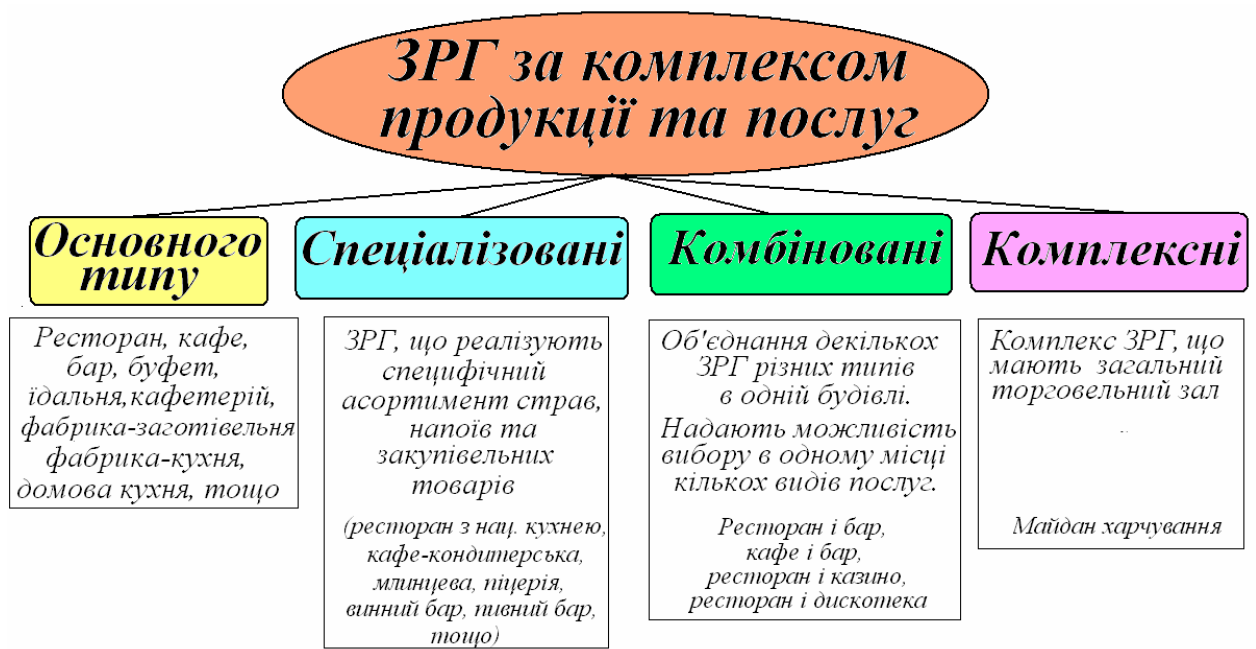 ЗРГ за комплексом
продукції та послуг
Основного
типу
Спеціалізовані
Комбіновані
Комплексні
Ресторан, кафе,
бар, буфет,
їдальня, кафетерій,
фабрика-заготівельня
фабрика-кухня,
домова кухня, тощо
ЗРГ, що реалізують
специфічний
асортимент страв,
напоїв та
закупівельних
товарів
(ресторан з нац. кухнею,
кафе-кондитерська,
млинцева, піцерія,
винний бар, пивний бар,
тощо)
Об'єднання декількох
ЗРГ різних типів
в одній будівлі.
Надають можливість
вибору в одному місці
кількох видів послуг.
Ресторан і бар,
кафе і бар,
ресторан і казино,
ресторан і дискотека
Комплекс ЗРГ, що
мають загальний
торговельний зал
Майдан харчування